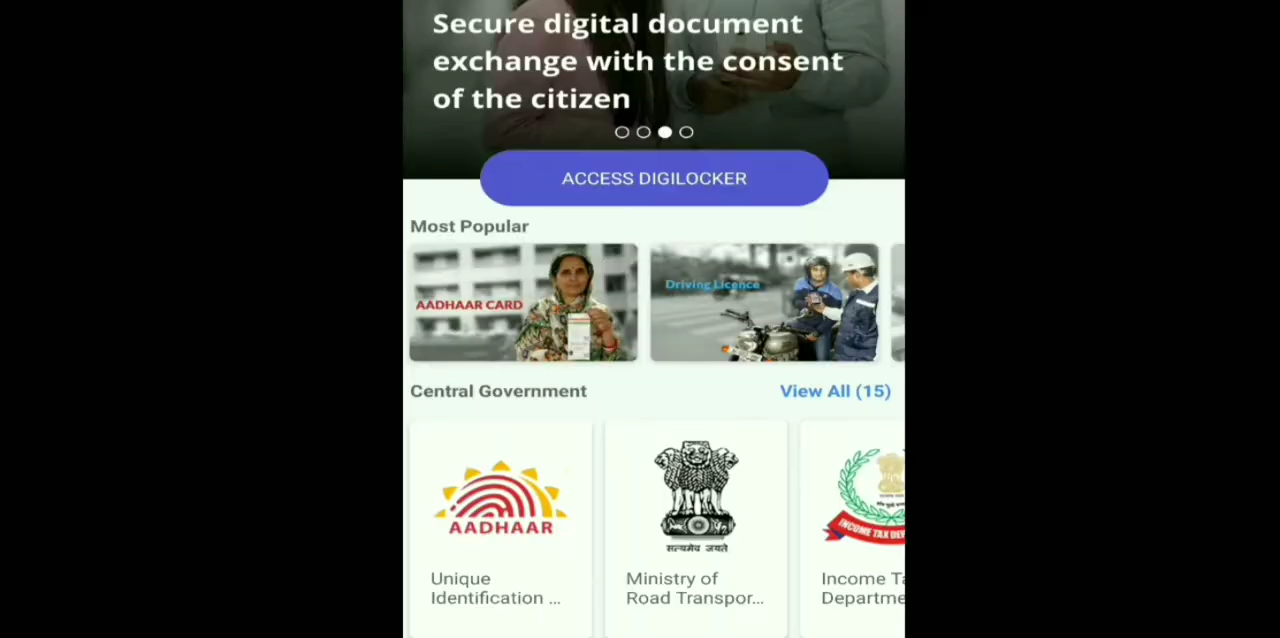 Secure digital document
exchange with the consent
of the citizen
ACCESS DIGILOCKER
Most Popular
AADHAAR CARD
Driving Licence
Central Government
View All (15)
AADHAAR
सत्यमेव जयते
INCOME TAX DEP
Unique
Identification ...
Ministry of
Road Transpor...
Income Ta
Departme